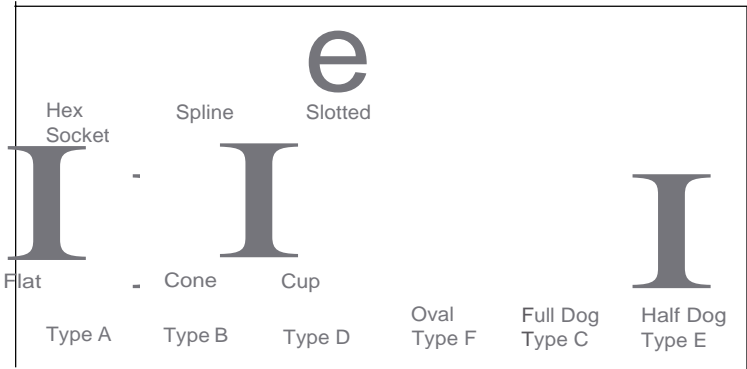 e
Hex Spline Slotted
Socket
I I I
Flat Cone Cup
Oval Full Dog Half Dog
Type A Type B Type D Type F Type C Type E